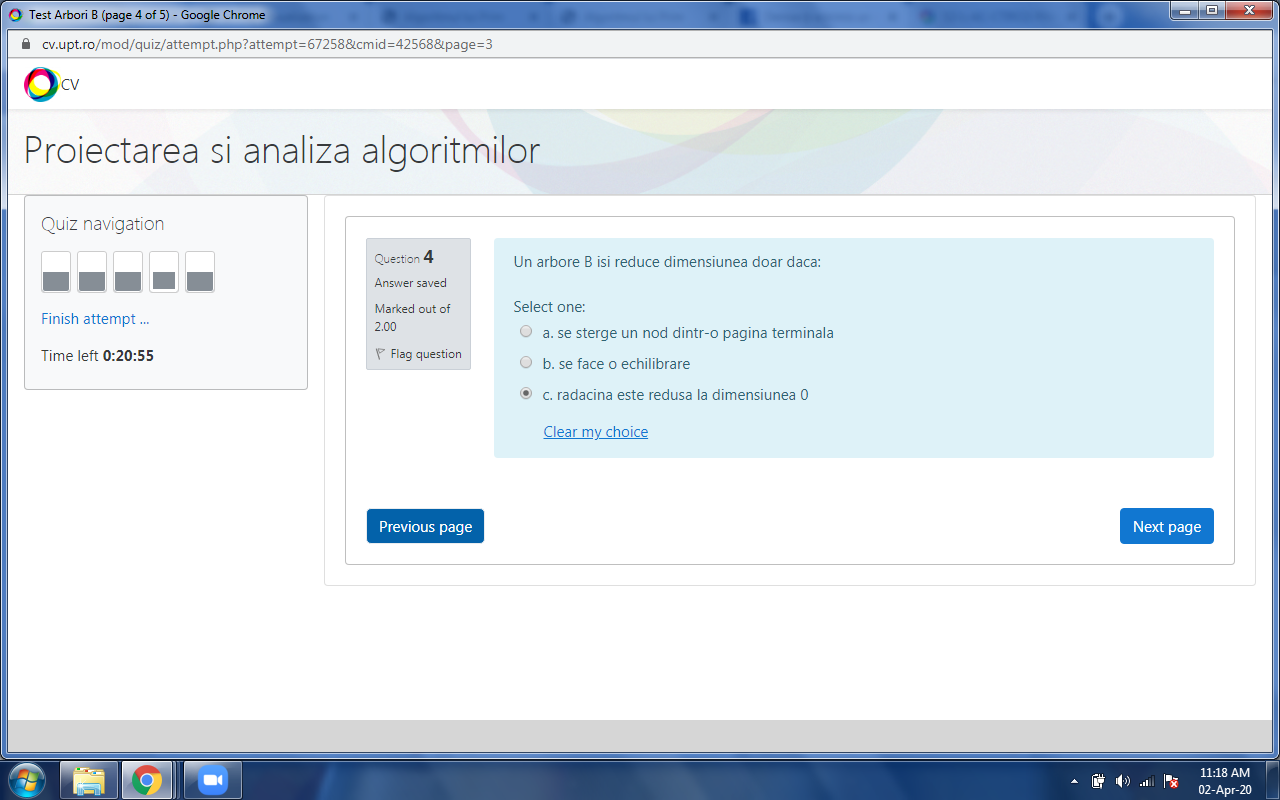 Test Arbori B (page 4 of 5) - Google Chrome
cv.upt.ro/mod/quiz/attempt.php?attempt=67258&cmid=42568&page=3
CV
Proiectarea si analiza algoritmilor
Quiz navigation
Finish attempt ...
Time left 0:20:55
Question 4
Answer saved
Marked out of
2.00
Flag question
Un arbore B isi reduce dimensiunea doar daca:
Select one:
a. se sterge un nod dintr-o pagina terminala
b. se face o echilibrare
c. radacina este redusa la dimensiunea 0
Clear my choice
Previous page
Next page
11:18 AM
02-Apr-20